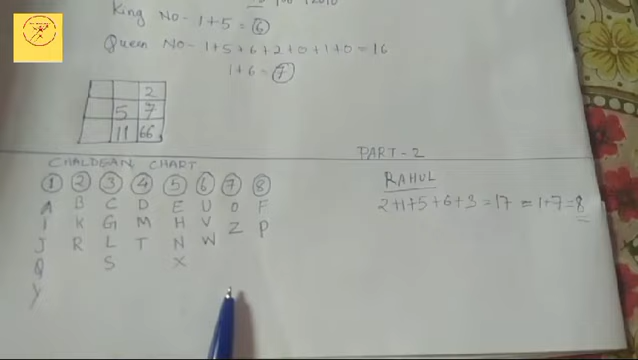 King No - 1+5 = 6
Queen No - 1+5+6+2+0+1+0 = 16
1+6 = 7
2
5 7
11 66
PART-2
CHALDEAN CHART
1 2 3 4 5 6 7 8
A B C D E U O F
I K G M H V Z P
J R L T N W
Q S X
Y
RAHUL
2+1+5+6+3 = 17 = 1+7 = 8